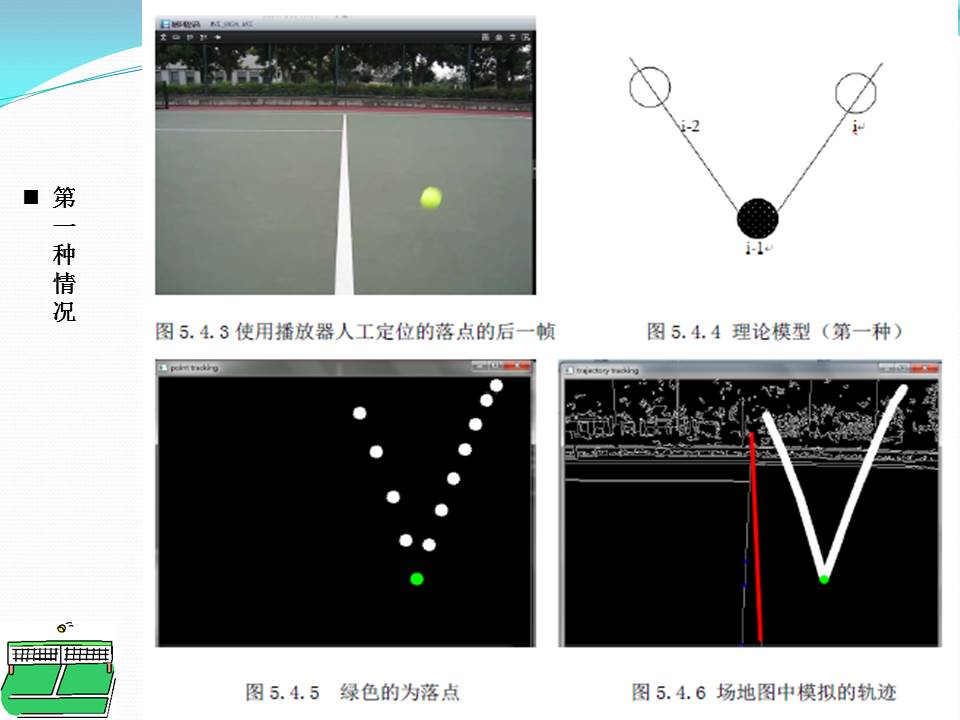 第一种情况
i-2
i
i-1
图 5.4.3 使用播放器人工定位的落点的后一帧
图 5.4.4 理论模型（第一种）
point tracking
trajectory tracking
图 5.4.5 绿色的为落点
图 5.4.6 场地图中模拟的轨迹